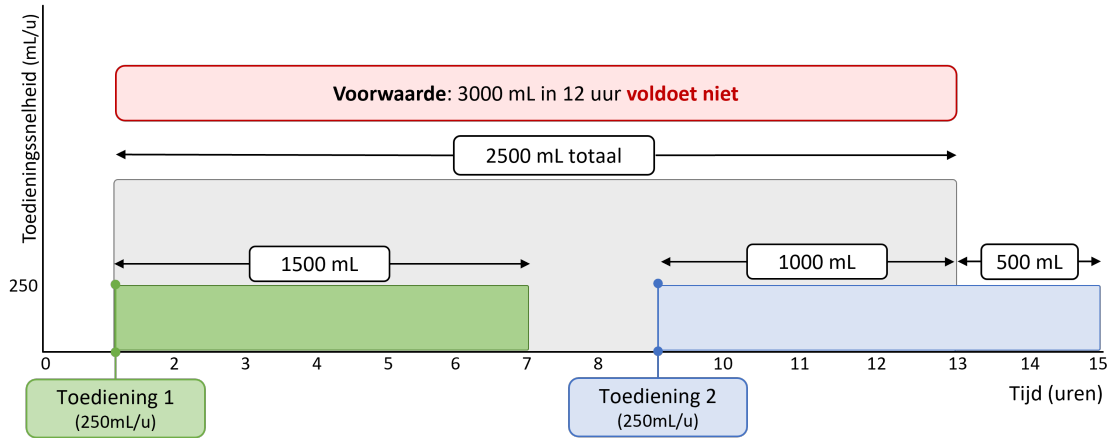 Toedieningssnelheid (mL/u)
Voorwaarde: 3000 mL in 12 uur voldoet niet
2500 mL totaal
1500 mL
1000 mL
500 mL
250
0 2 3 4 5 6 7 8 10 11 12 13 14 15
Toediening 1
(250mL/u)
Toediening 2
(250mL/u)
Tijd (uren)